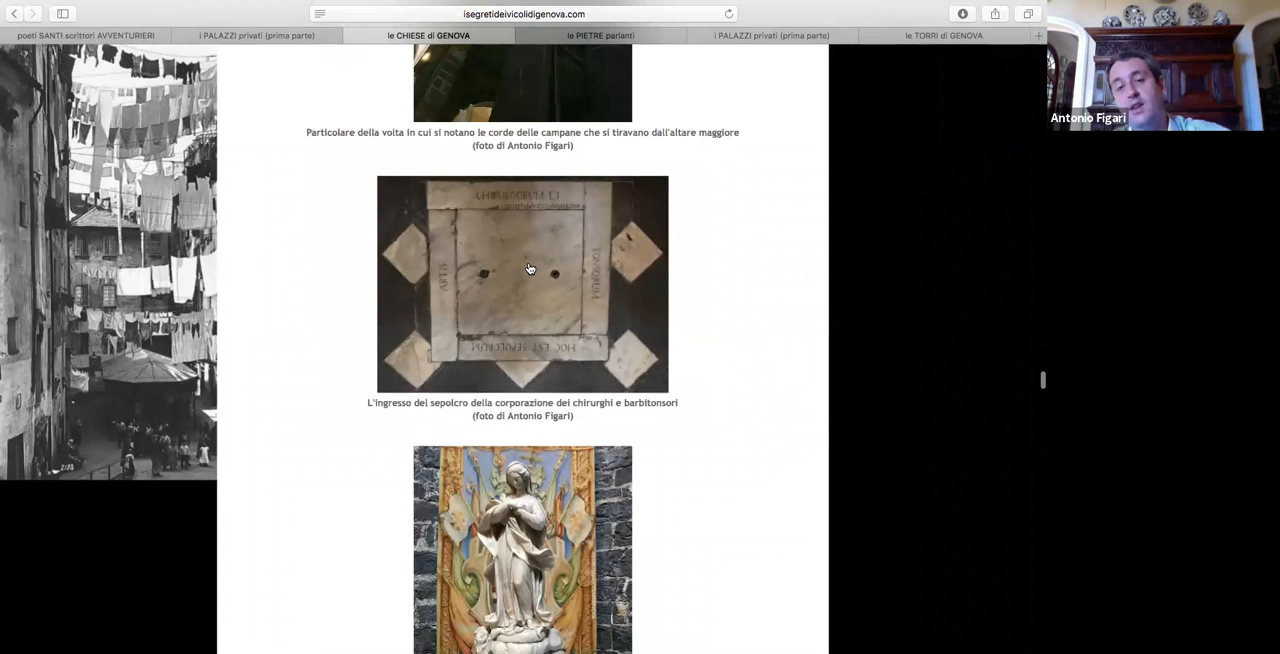 isegretideivicolidigenova.com
poeti SANTI scrittori AVVENTURIERI
i PALAZZI privati (prima parte)
le CHIESE di GENOVA
le PIETRE parlanti
i PALAZZI privati (prima parte)
le TORRI di GENOVA
Antonio Figari
Particolare della volta in cui si notano le corde delle campane che si tiravano dall'altare maggiore
(foto di Antonio Figari)
ARTIS
TONSORUM
HOC EST SEPULCRUM
L'ingresso del sepolcro della corporazione dei chirurghi e barbitonsori
(foto di Antonio Figari)